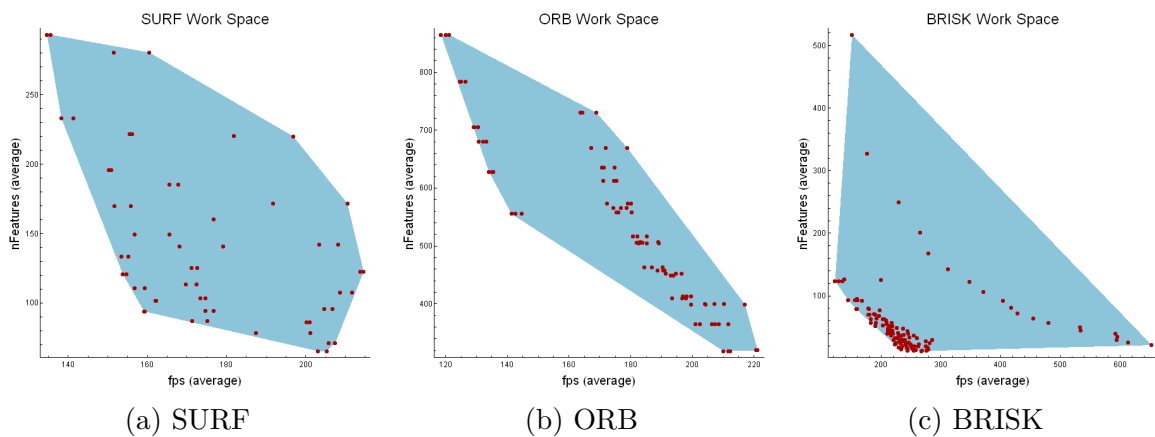 SURF Work Space
nFeatures (average)
250
200
150
100
140
160
180
200
fps (average)
(a) SURF
ORB Work Space
nFeatures (average)
800
700
600
500
400
120
140
160
180
200
220
fps (average)
(b) ORB
BRISK Work Space
nFeatures (average)
500
400
300
200
100
200
300
400
500
600
fps (average)
(c) BRISK